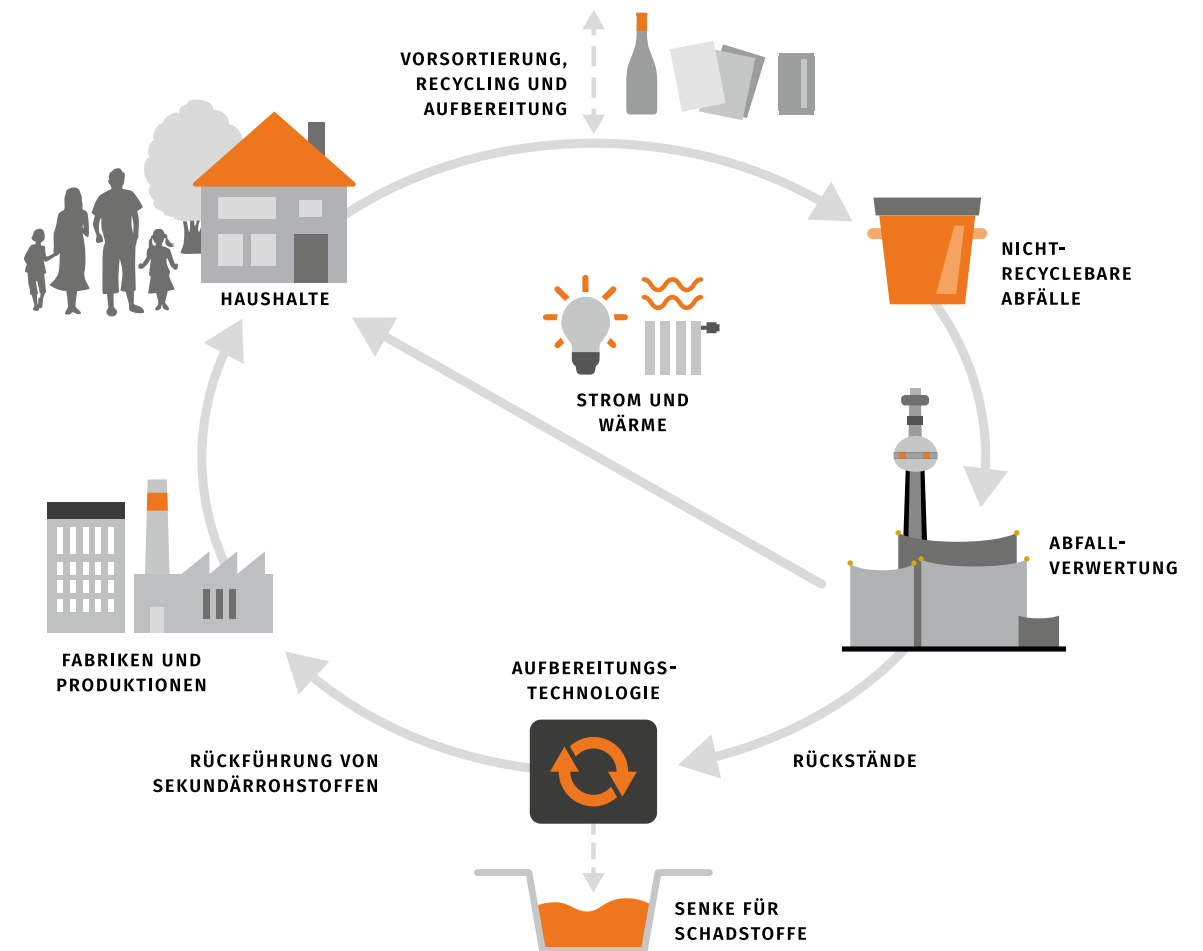 VORSORTIERUNG,
RECYCLING UND
AUFBEREITUNG
HAUSHALTE
NICHT-
RECYCLEBARE
ABFÄLLE
STROM UND
WÄRME
ABFALL-
VERWERTUNG
FABRIKEN UND
PRODUKTIONEN
AUFBEREITUNGS-
TECHNOLOGIE
RÜCKFÜHRUNG VON
SEKUNDÄRROHSTOFFEN
RÜCKSTÄNDE
SENKE FÜR
SCHADSTOFFE